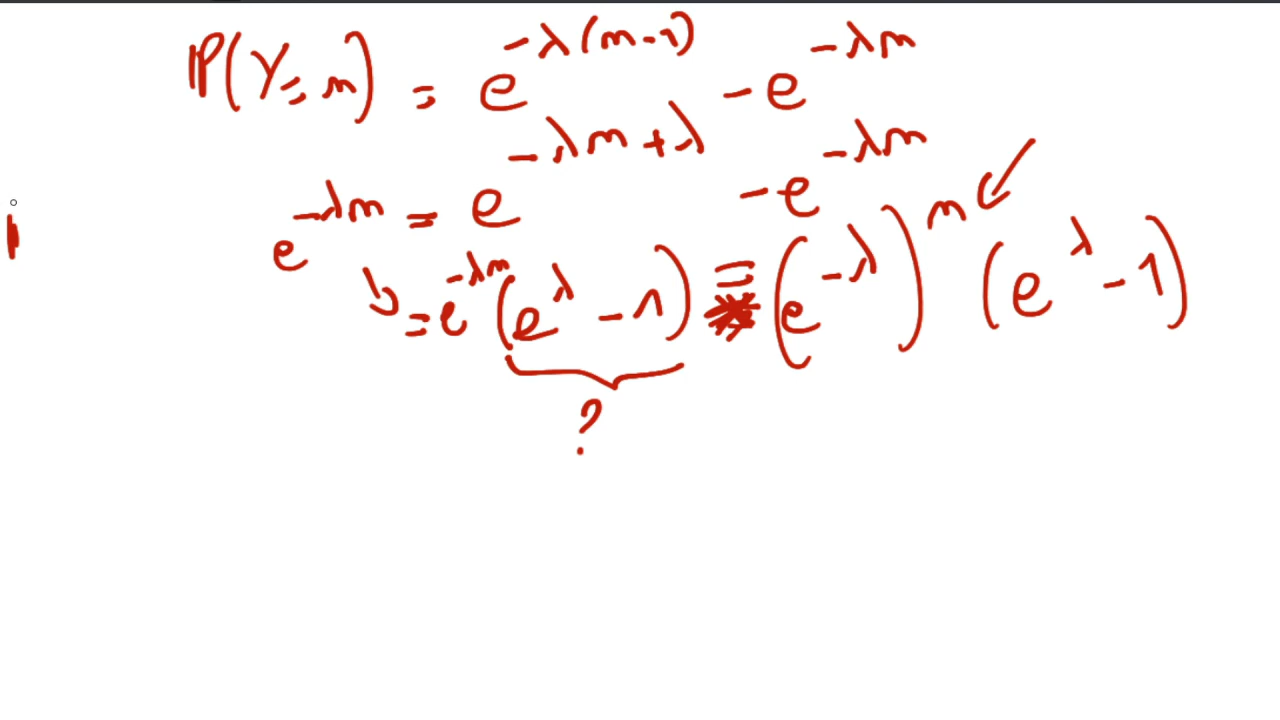 ℙ(Y = m) = e^{-λ(m-1)} - e^{-λm}
e^{-λm} = e^{-λm+λ} - e^{-λm}
= e^{-λm}(e^{λ} - 1) = (e^{-λ})^{m} (e^{λ} - 1)
?